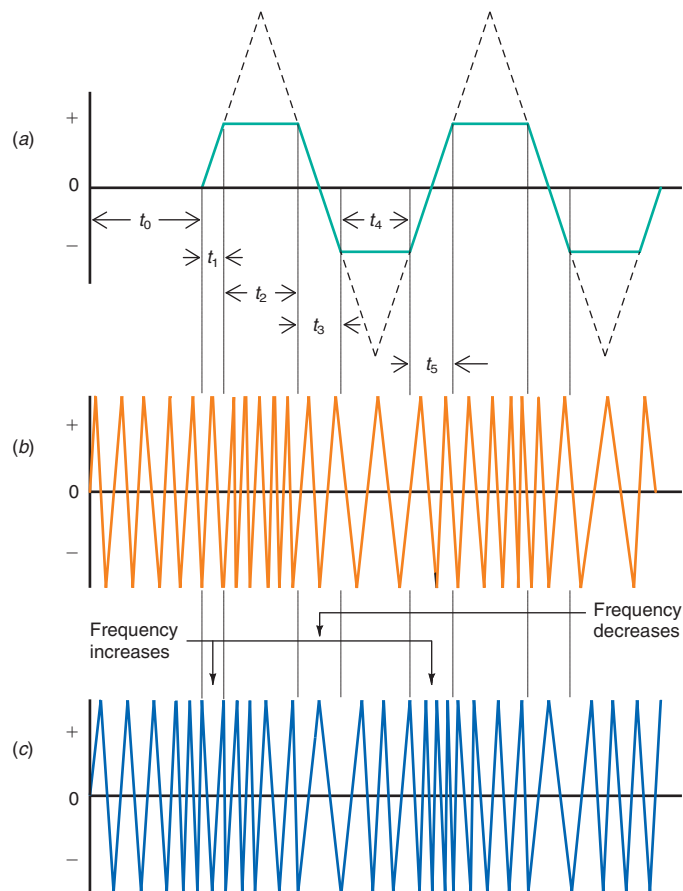 (a)
+
0
−
t₀
t₁
t₂
t₃
t₄
t₅
(b)
+
0
−
Frequency
increases
Frequency
decreases
(c)
+
0
−